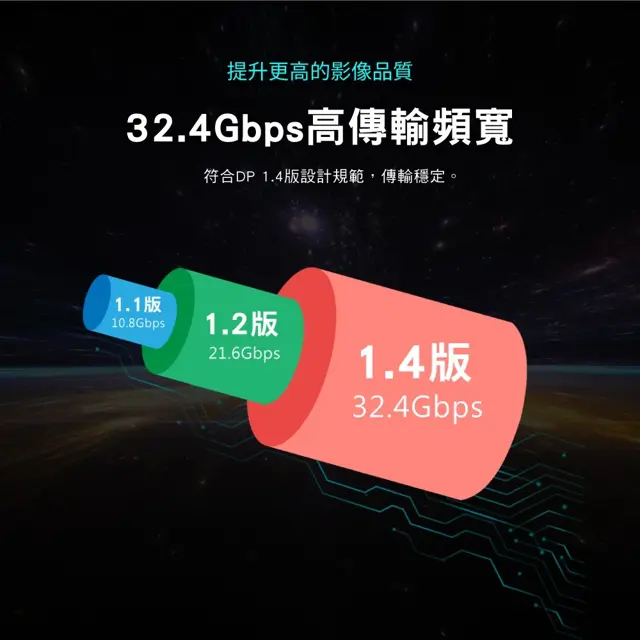 提升更高的影像品質
32.4Gbps高傳輸頻寬
符合DP 1.4版設計規範，傳輸穩定。
1.1版
10.8Gbps
1.2版
21.6Gbps
1.4版
32.4Gbps